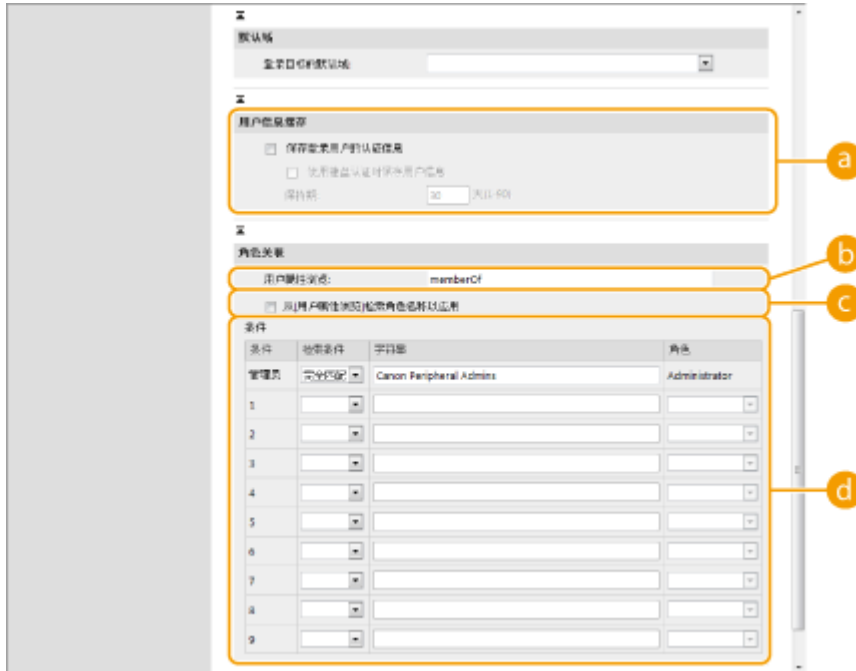 默认域
登录目标的默认域:
用户信息缓存
保存登录用户的认证信息
使用键盘认证时保存用户信息
保持期: 30 天(1-90)
角色关联
用户属性浏览: memberOf
从[用户属性浏览]检索角色名称以应用
条件
条件 检索条件 字符串 角色
管理员 完全匹配 Canon Peripheral Admins Administrator
1
2
3
4
5
6
7
8
9
a
b
c
d